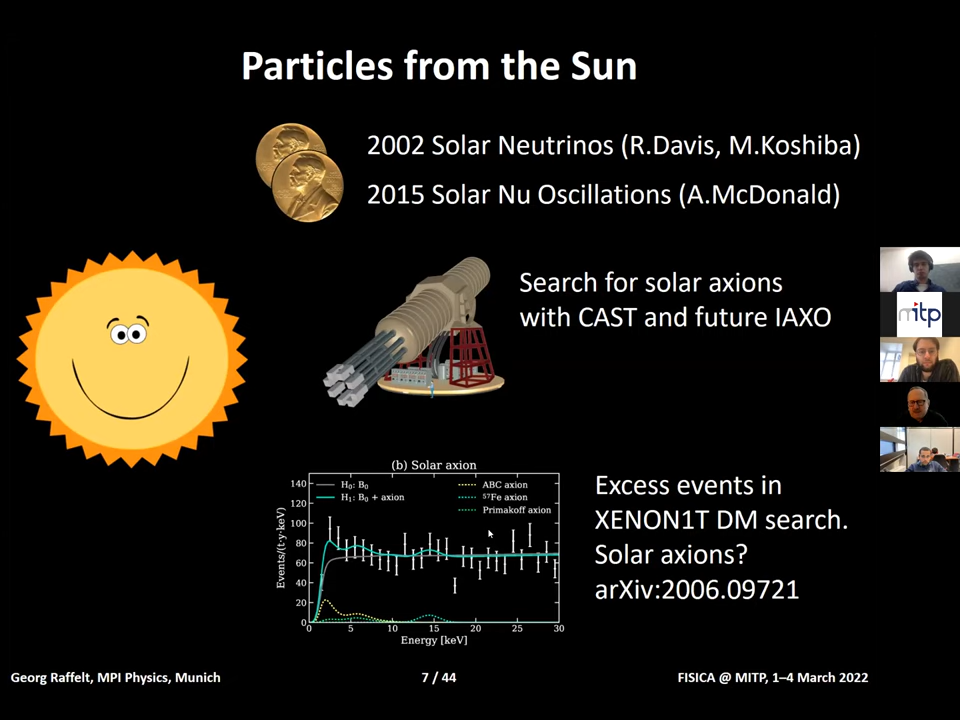 Particles from the Sun
2002 Solar Neutrinos (R.Davis, M.Koshiba)
2015 Solar Nu Oscillations (A.McDonald)
Search for solar axions
with CAST and future IAXO
mitp
(b) Solar axion
H₀: B₀
H₁: B₀ + axion
ABC axion
⁵⁷Fe axion
Primakoff axion
Events/(t·y·keV)
140
120
100
80
60
40
20
0
0 5 10 15 20 25 30
Energy [keV]
Excess events in
XENON1T DM search.
Solar axions?
arXiv:2006.09721
Georg Raffelt, MPI Physics, Munich
7 / 44
FISICA @ MITP, 1–4 March 2022